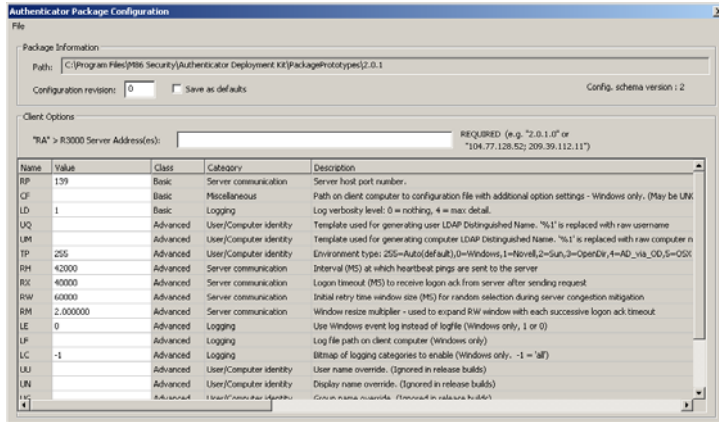 Authenticator Package Configuration
File
Package Information
Path: C:\Program Files\M86 Security\Authenticator Deployment Kit\PackagePrototypes\2.0.1
Configuration revision: 0 Save as defaults Config. schema version : 2
Client Options
"RA" > R3000 Server Address(es): REQUIRED (e.g. "2.0.1.0" or
"104.77.128.52; 209.39.112.11")
Name Value Class Category Description
RP 139 Basic Server communication Server host port number.
CF Basic Miscellaneous Path on client computer to configuration file with additional option settings - Windows only. (May be UNC
LD 1 Basic Logging Log verbosity level: 0 = nothing, 4 = max detail.
UQ Advanced User/Computer identity Template used for generating user LDAP Distinguished Name. '%1' is replaced with raw username
UM Advanced User/Computer identity Template used for generating computer LDAP Distinguished Name. '%1' is replaced with raw computer n
TP 255 Advanced User/Computer identity Environment type: 255=Auto(default),0=Windows,1=Novell,2=Sun,3=OpenDir,4=AD_via_OD,5=OSX
RH 42000 Advanced Server communication Interval (MS) at which heartbeat pings are sent to the server
RX 40000 Advanced Server communication Logon timeout (MS) to receive logon ack from server after sending request
RW 60000 Advanced Server communication Initial retry time window size (MS) for random selection during server congestion mitigation
RM 2.000000 Advanced Server communication Window resize multiplier - used to expand RW window with each successive logon ack timeout
LE 0 Advanced Logging Use Windows event log instead of logfile (Windows only, 1 or 0)
LF Advanced Logging Log file path on client computer (Windows only)
LC -1 Advanced Logging Bitmap of logging categories to enable (Windows only. -1 = 'all')
UU Advanced User/Computer identity User name override. (Ignored in release builds)
UN Advanced User/Computer identity Display name override. (Ignored in release builds)
UG Advanced User/Computer identity Group name override. (Ignored in release builds)